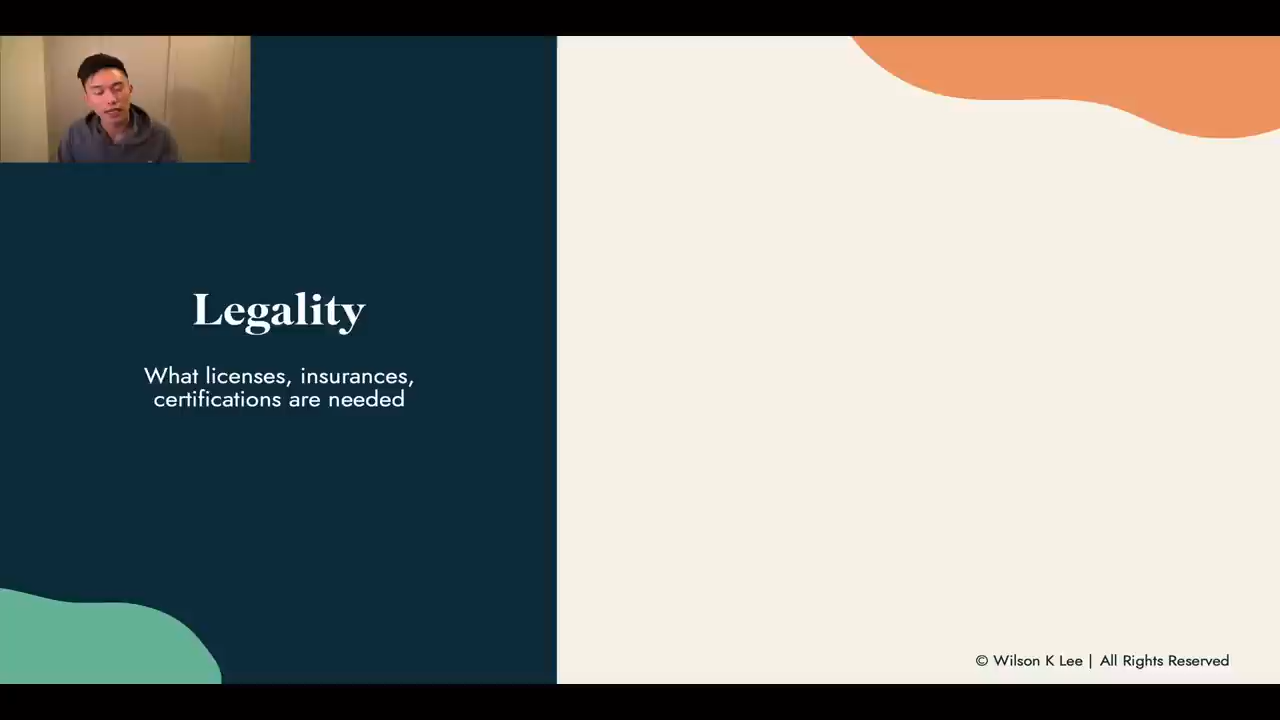 Legality
What licenses, insurances,
certifications are needed
© Wilson K Lee | All Rights Reserved